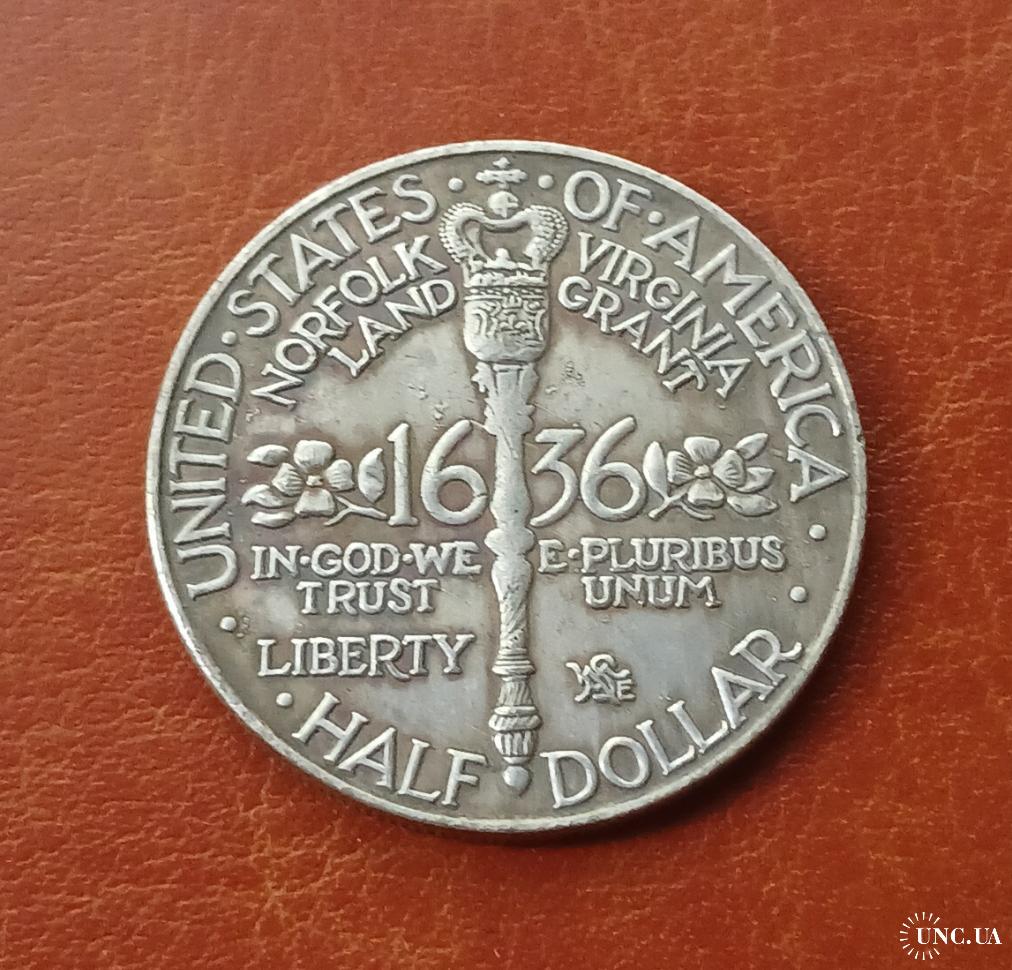 UNITED·STATES · · OF·AMERICA ·
NORFOLK VIRGINIA
LAND GRANT
16 36
IN·GOD·WE E·PLURIBUS
TRUST UNUM
LIBERTY
· · HALF DOLLAR ·
UNC.UA